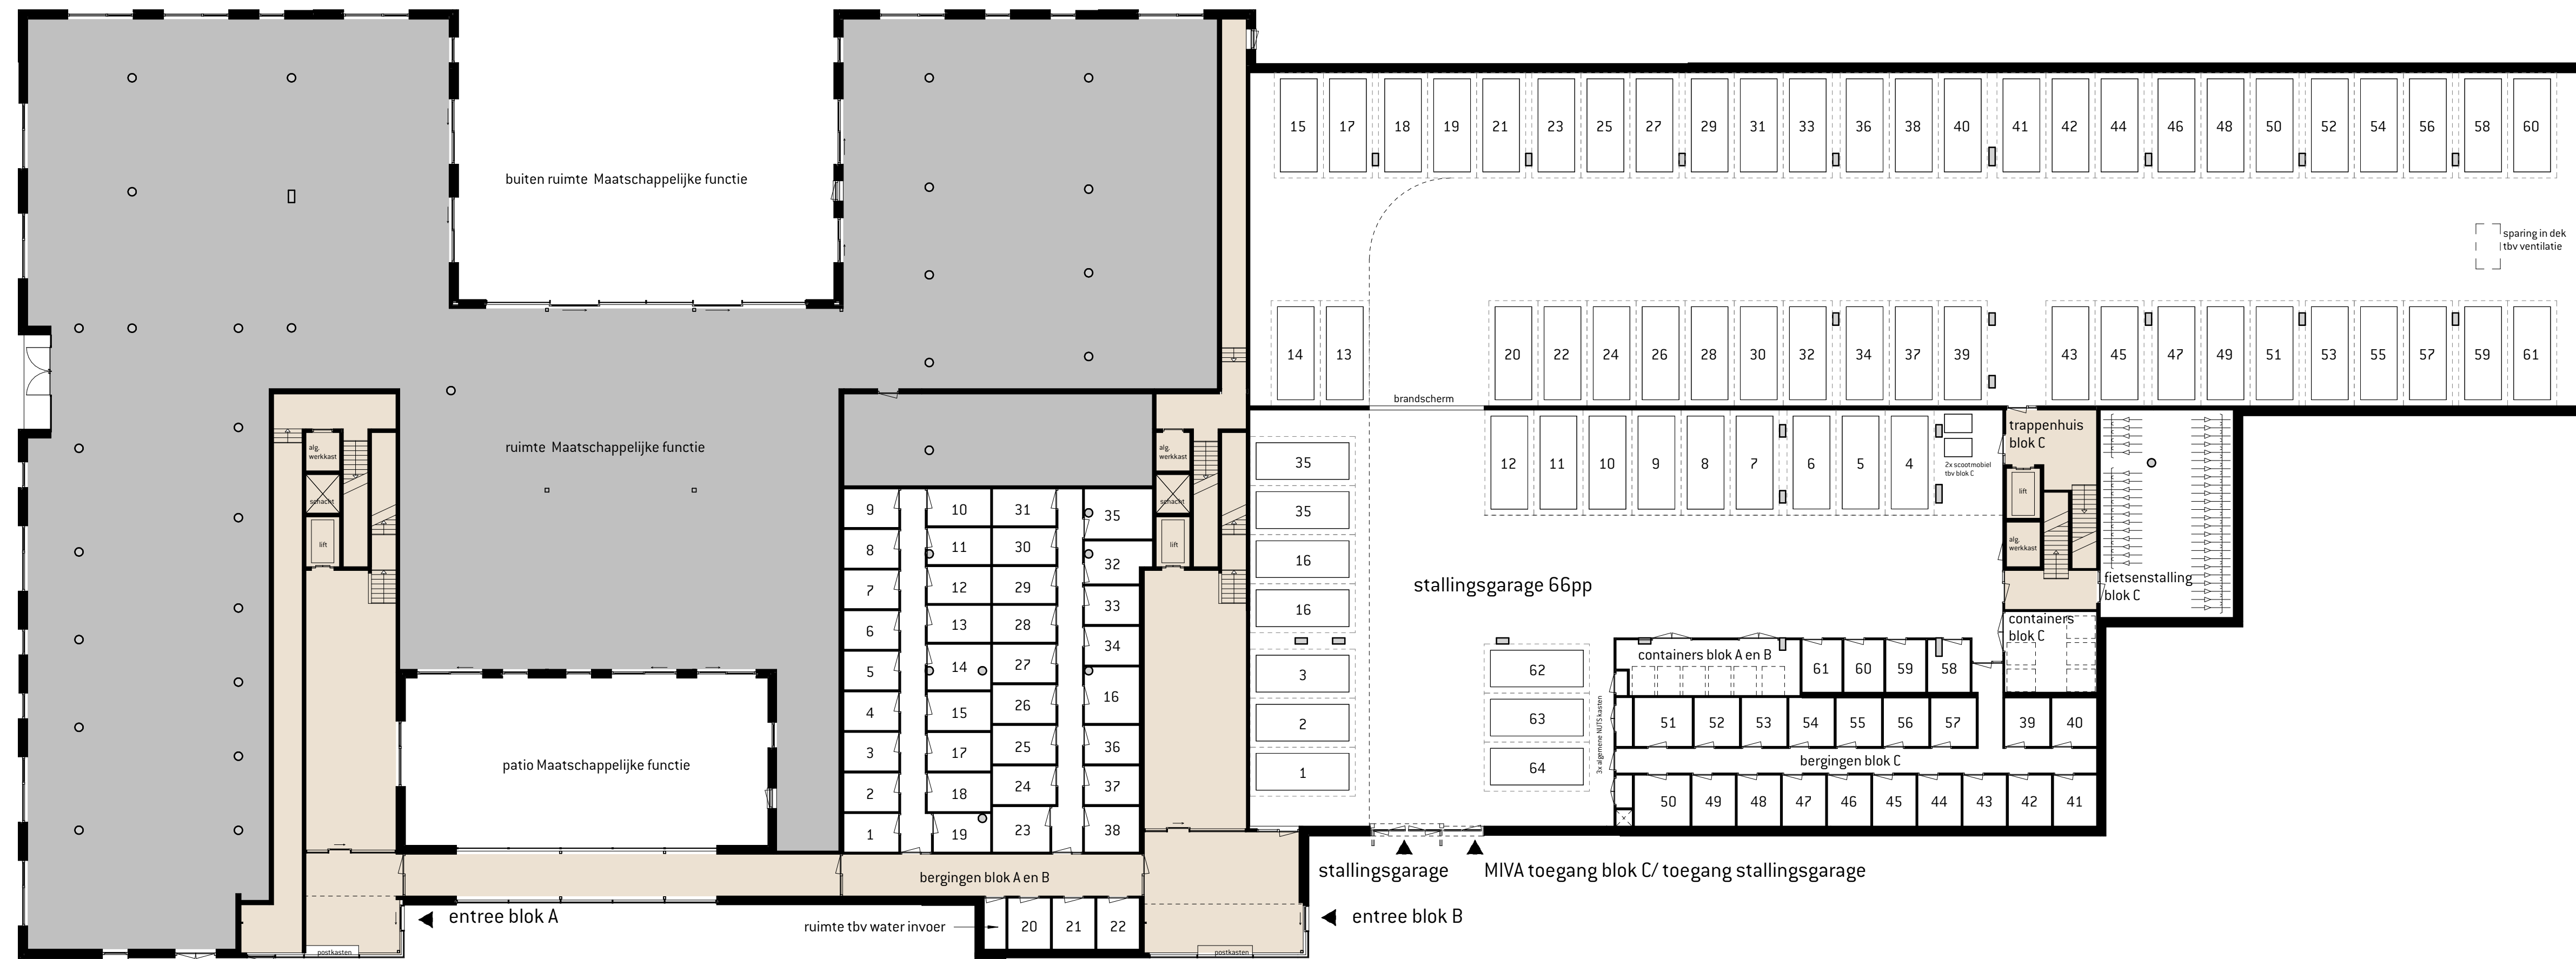 buiten ruimte  Maatschappelijke functie
15 17 18 19 21 23 25 27 29 31 33 36 38 40 41 42 44 46 48 50 52 54 56 58 60
sparing in dek
tbv ventilatie
14 13 20 22 24 26 28 30 32 34 37 39 43 45 47 49 51 53 55 57 59 61
brandscherm
ruimte  Maatschappelijke functie
alg.
werkkast
schacht
lift
alg.
werkkast
schacht
lift
12 11 10 9 8 7 6 5 4
2x scootmobiel
tbv blok C
trappenhuis
blok C
lift
alg.
werkkast
fietsenstalling
blok C
containers
blok C
35
35
16
16
3
2
1
stallingsgarage 66pp
62
63
64
3x algemene NUTS kasten
containers blok A en B
61 60 59 58
51 52 53 54 55 56 57 39 40
bergingen blok C
50 49 48 47 46 45 44 43 42 41
9 10 31 35
8 11 30 32
7 12 29 33
6 13 28 34
5 14 27 16
4 15 26
3 17 25 36
2 18 24 37
1 19 23 38
patio Maatschappelijke functie
bergingen blok A en B
stallingsgarage
MIVA toegang blok C/ toegang stallingsgarage
entree blok A
entree blok B
ruimte tbv water invoer
20 21 22
postkasten
postkasten